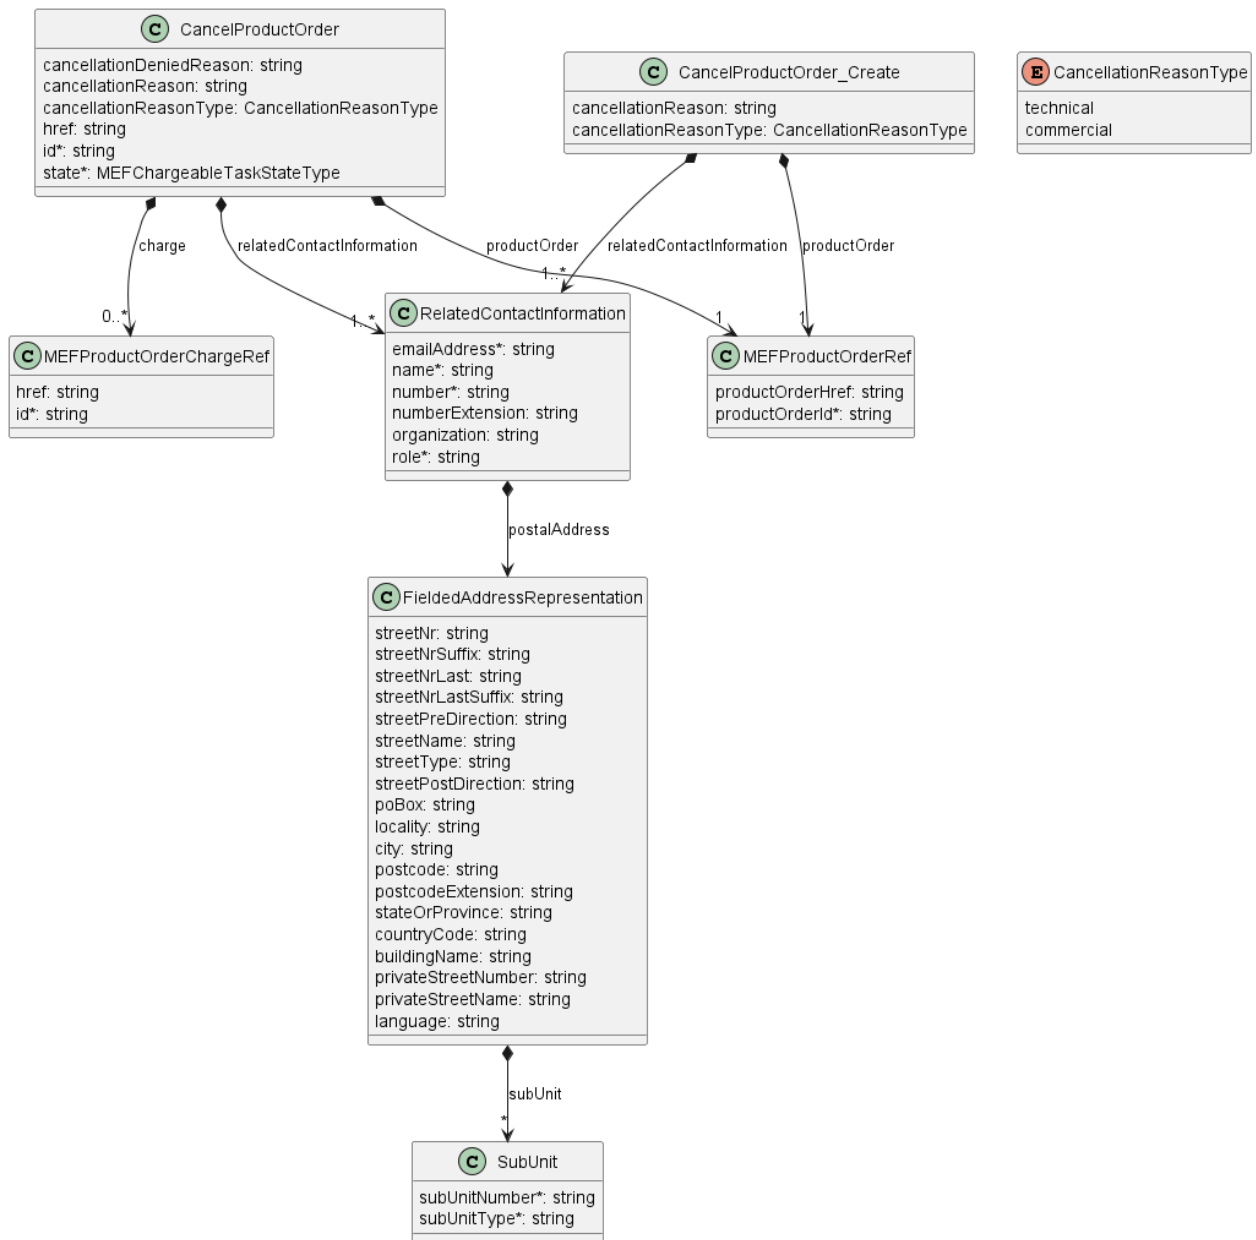 C CancelProductOrder
cancellationDeniedReason: string
cancellationReason: string
cancellationReasonType: CancellationReasonType
href: string
id*: string
state*: MEFChargeableTaskStateType
C CancelProductOrder_Create
cancellationReason: string
cancellationReasonType: CancellationReasonType
E CancellationReasonType
technical
commercial
charge
relatedContactInformation
productOrder
relatedContactInformation
productOrder
0..*
1..*
1..*
1
1
C MEFProductOrderChargeRef
href: string
id*: string
C RelatedContactInformation
emailAddress*: string
name*: string
number*: string
numberExtension: string
organization: string
role*: string
C MEFProductOrderRef
productOrderHref: string
productOrderId*: string
postalAddress
C FieldedAddressRepresentation
streetNr: string
streetNrSuffix: string
streetNrLast: string
streetNrLastSuffix: string
streetPreDirection: string
streetName: string
streetType: string
streetPostDirection: string
poBox: string
locality: string
city: string
postcode: string
postcodeExtension: string
stateOrProvince: string
countryCode: string
buildingName: string
privateStreetNumber: string
privateStreetName: string
language: string
subUnit
*
C SubUnit
subUnitNumber*: string
subUnitType*: string